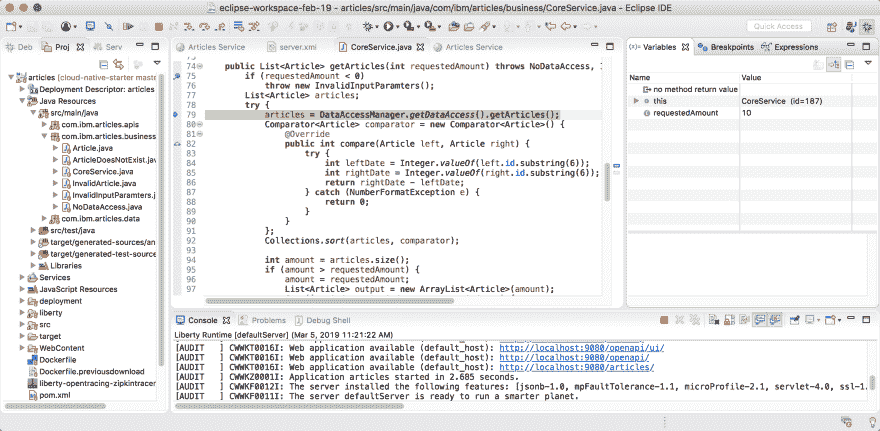 eclipse-workspace-feb-19 - articles/src/main/java/com/ibm/articles/business/CoreService.java - Eclipse IDE
Quick Access
Deb
Proj
Serv
articles [cloud-native-starter mast
Deployment Descriptor: articles
Java Resources
src/main/java
com.ibm.articles.apis
com.ibm.articles.business
Article.java
ArticleDoesNotExist.jav
CoreService.java
InvalidArticle.java
InvalidInputParamters.j
NoDataAccess.java
com.ibm.articles.data
src/test/java
target/generated-sources/an
target/generated-test-source
Libraries
Services
JavaScript Resources
deployment
liberty
src
target
WebContent
Dockerfile
Dockerfile.previousdownload
liberty-opentracing-zipkintracer
pom.xml
Articles Service
server.xml
CoreService.java
Articles Service
74 public List<Article> getArticles(int requestedAmount) throws NoDataAccess,
75 if (requestedAmount < 0)
76 throw new InvalidInputParamters();
77 List<Article> articles;
78 try {
79 articles = DataAccessManager.getDataAccess().getArticles();
80 Comparator<Article> comparator = new Comparator<Article>() {
81 @Override
82 public int compare(Article left, Article right) {
83 try {
84 int leftDate = Integer.valueOf(left.id.substring(6));
85 int rightDate = Integer.valueOf(right.id.substring(6));
86 return rightDate - leftDate;
87 } catch (NumberFormatException e) {
88 return 0;
89 }
90 }
91 };
92 Collections.sort(articles, comparator);
93
94 int amount = articles.size();
95 if (amount > requestedAmount) {
96 amount = requestedAmount;
97 List<Article> output = new ArrayList<Article>(amount);
Variables
Breakpoints
Expressions
Name Value
no method return value
this CoreService (id=187)
requestedAmount 10
Console
Problems
Debug Shell
Liberty Runtime [defaultServer] (Mar 5, 2019 11:21:22 AM)
[AUDIT ] CWWKT0016I: Web application available (default_host): http://localhost:9080/openapi/ui/
[AUDIT ] CWWKT0016I: Web application available (default_host): http://localhost:9080/openapi/
[AUDIT ] CWWKT0016I: Web application available (default_host): http://localhost:9080/articles/
[AUDIT ] CWWKZ0001I: Application articles started in 2.685 seconds.
[AUDIT ] CWWKF0012I: The server installed the following features: [jsonb-1.0, mpFaultTolerance-1.1, microProfile-2.1, servlet-4.0, ssl-1.
[AUDIT ] CWWKF0011I: The server defaultServer is ready to run a smarter planet.